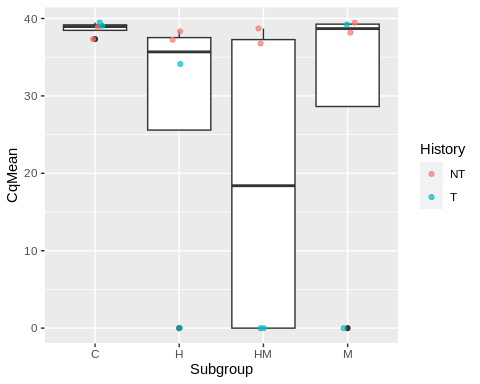 40
30
20
10
0
CqMean
C H HM M
Subgroup
History
NT
T